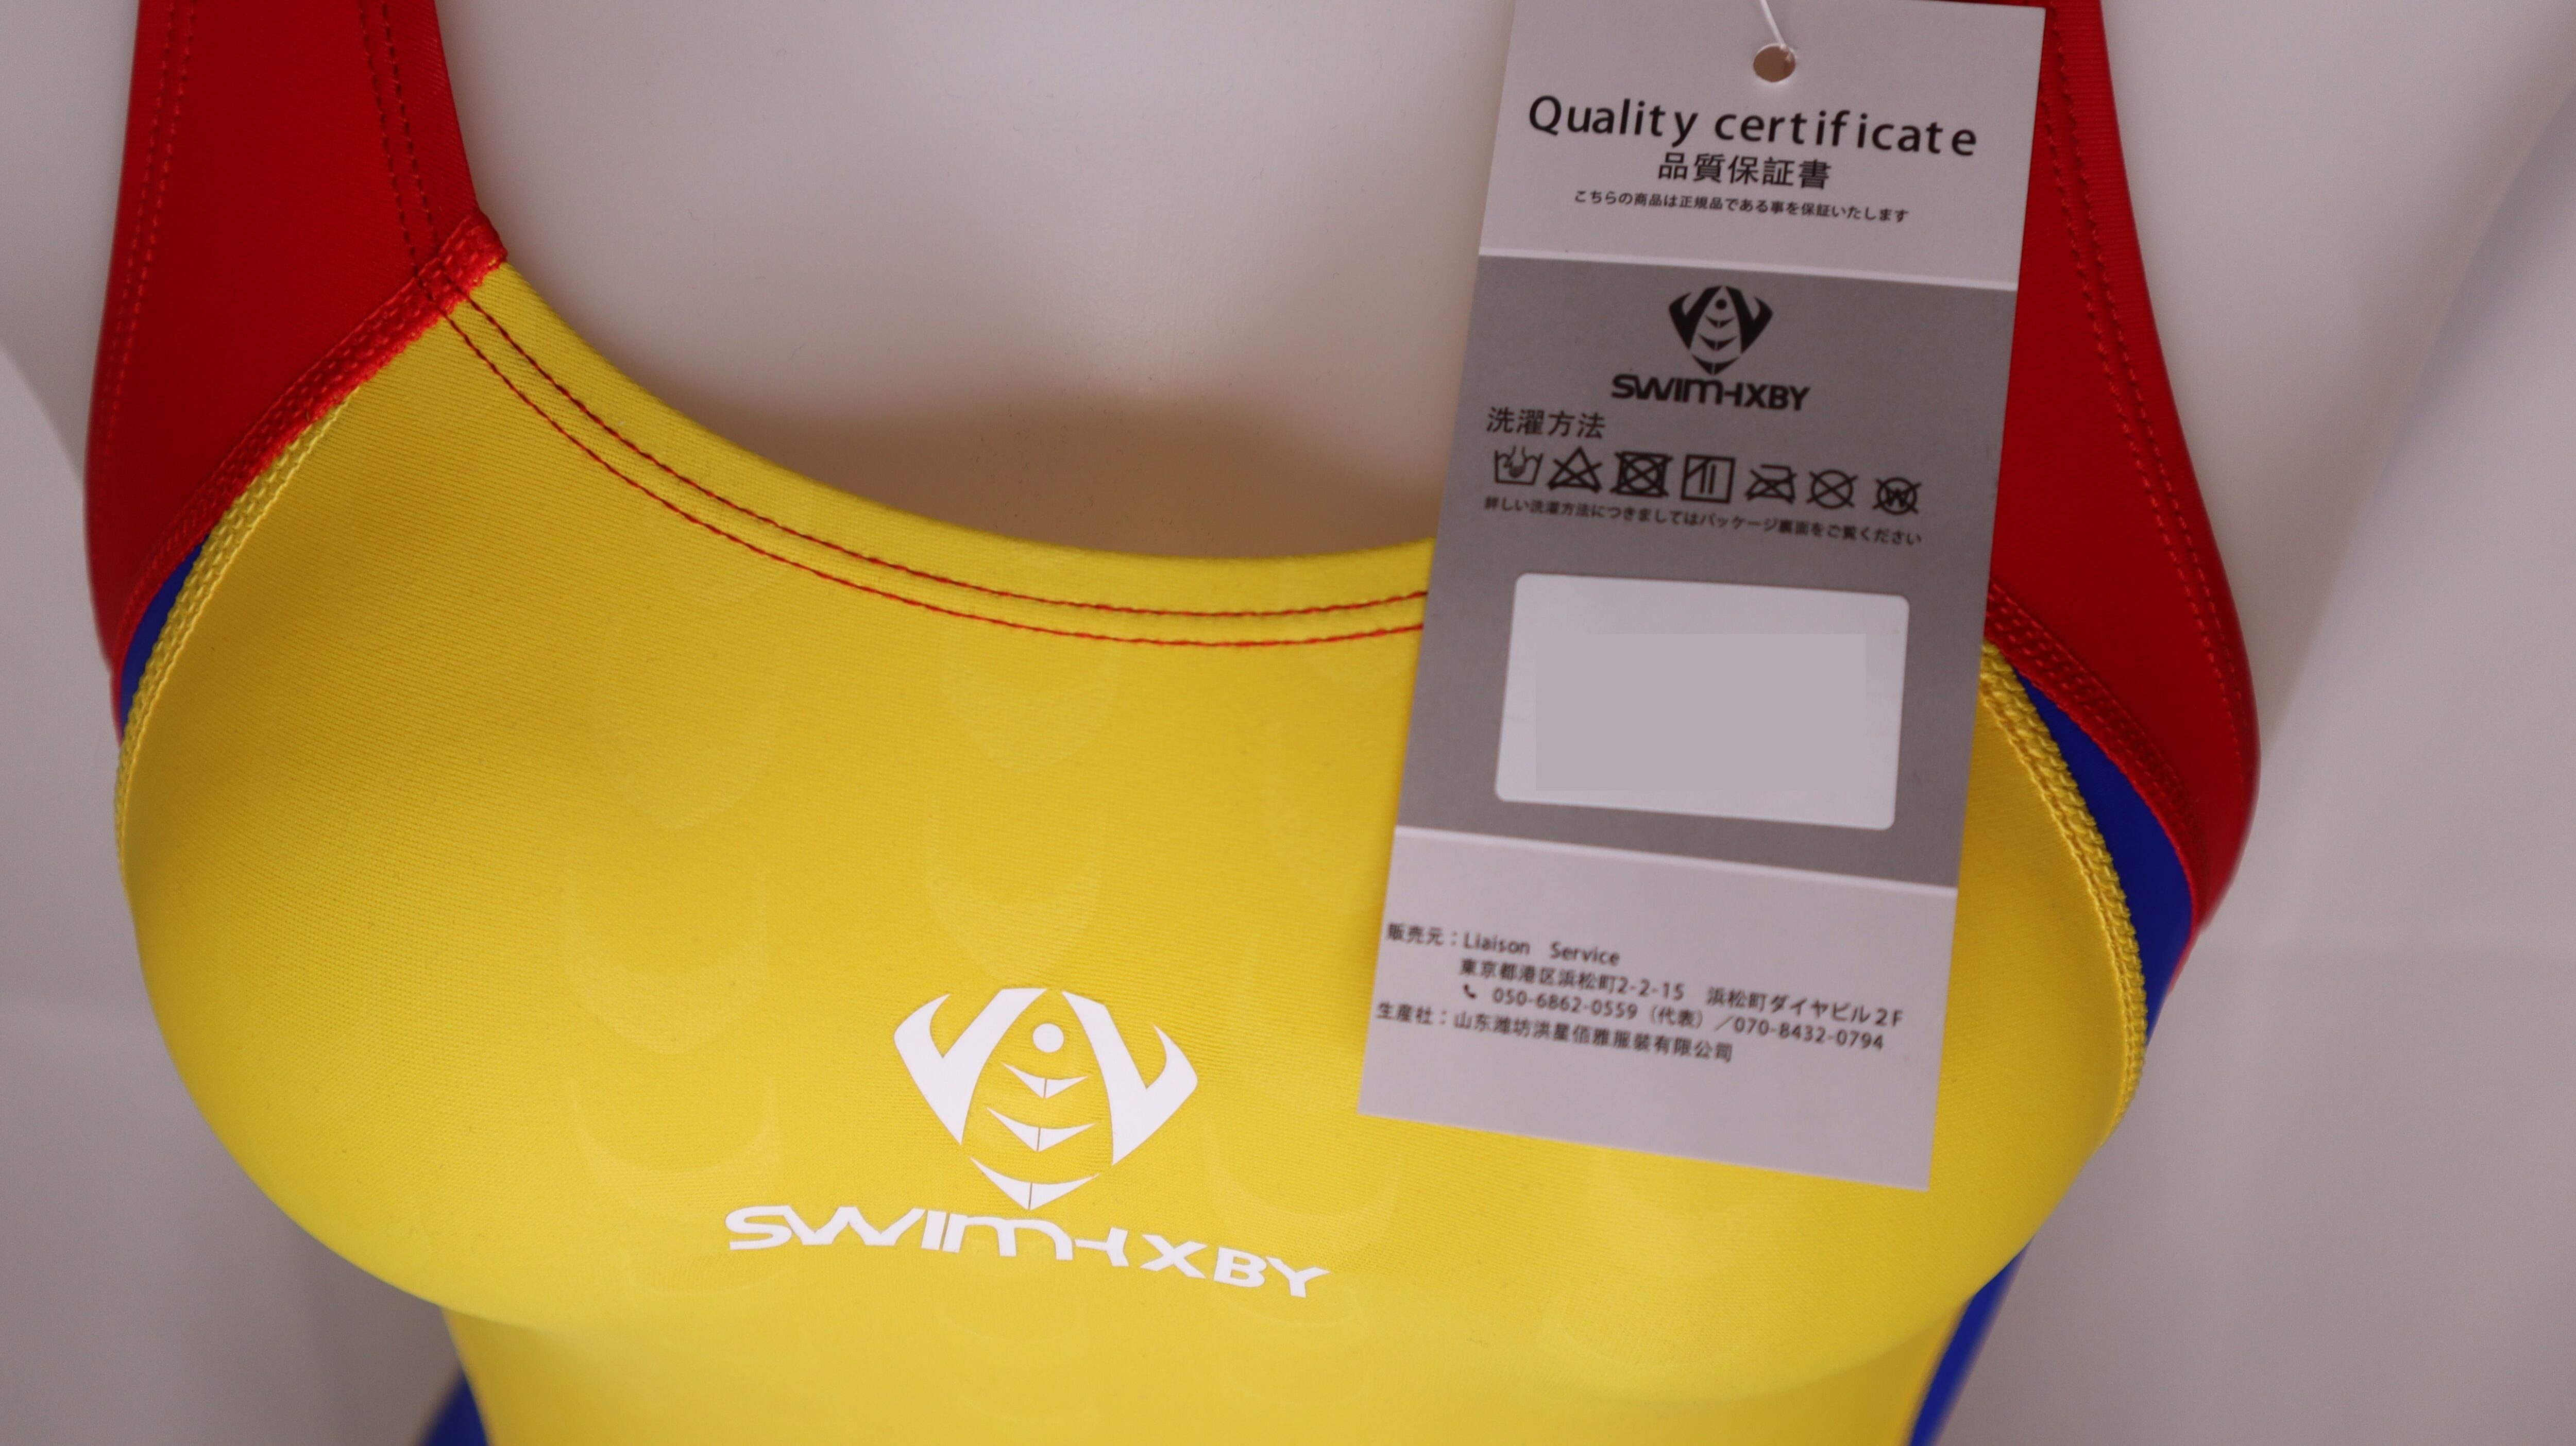 Quality certificate
品質保証書
こちらの商品は正規品である事を保証いたします
SWIMHXBY
洗濯方法
W
詳しい洗濯方法につきましてはパッケージ裏面をご覧ください
販売元：Liaison Service
東京都港区浜松町2-2-15 浜松町ダイヤビル2F
050-6862-0559（代表）／070-8432-0794
生産社：山东潍坊洪星佰雅服装有限公司
SWIMHXBY